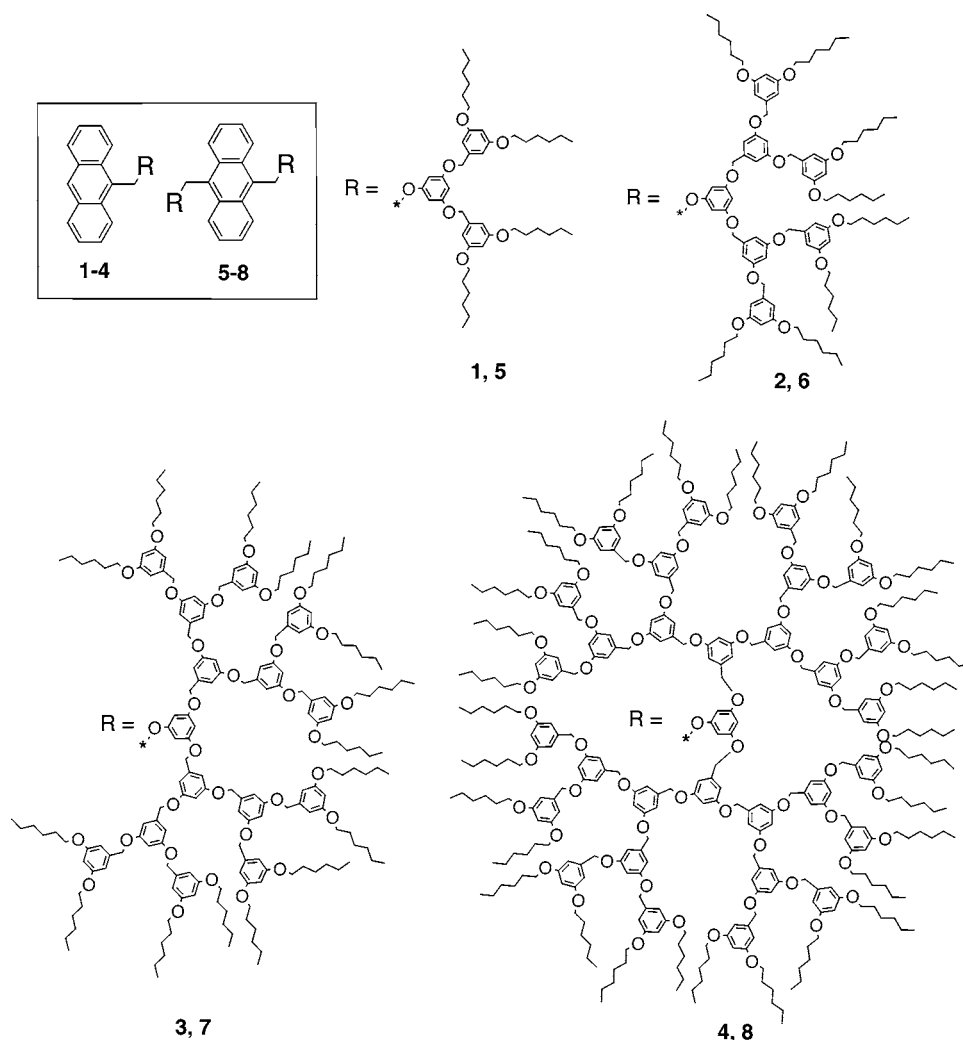 R
R
R
1-4
5-8
R = O
*
1, 5
R = O
*
2, 6
R = O
*
3, 7
R = O
*
4, 8